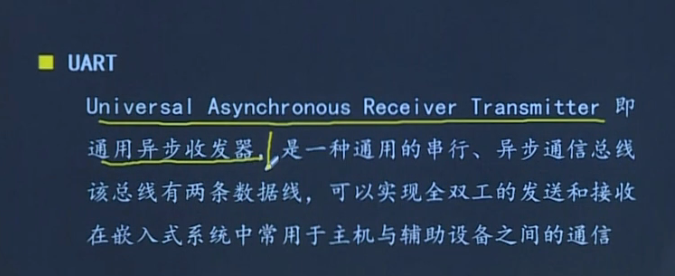 UART
Universal Asynchronous Receiver Transmitter 即
通用异步收发器，是一种通用的串行、异步通信总线
该总线有两条数据线，可以实现全双工的发送和接收
在嵌入式系统中常用于主机与辅助设备之间的通信